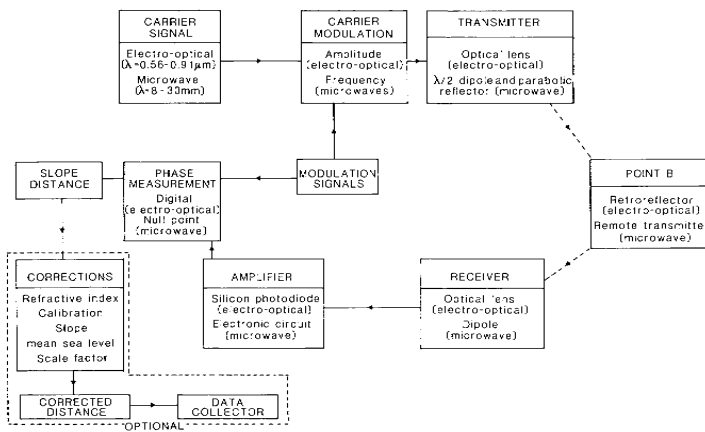 CARRIER
SIGNAL
Electro-optical
(λ=0.56-0.91μm)
Microwave
(λ=8-30mm)
CARRIER
MODULATION
Amplitude
(electro-optical)
Frequency
(microwaves)
TRANSMITTER
Optical lens
(electro-optical)
λ/2 dipole and parabolic
reflector (microwave)
SLOPE
DISTANCE
PHASE
MEASUREMENT
Digital
(electro-optical)
Null point
(microwave)
MODULATION
SIGNALS
POINT B
Retroreflector
(electro-optical)
Remote transmitter
(microwave)
CORRECTIONS
Refractive index
Calibration
Slope
mean sea level
Scale factor
AMPLIFIER
Silicon photodiode
(electro-optical)
Electronic circuit
(microwave)
RECEIVER
Optical lens
(electro-optical)
Dipole
(microwave)
CORRECTED
DISTANCE
DATA
COLLECTOR
OPTIONAL